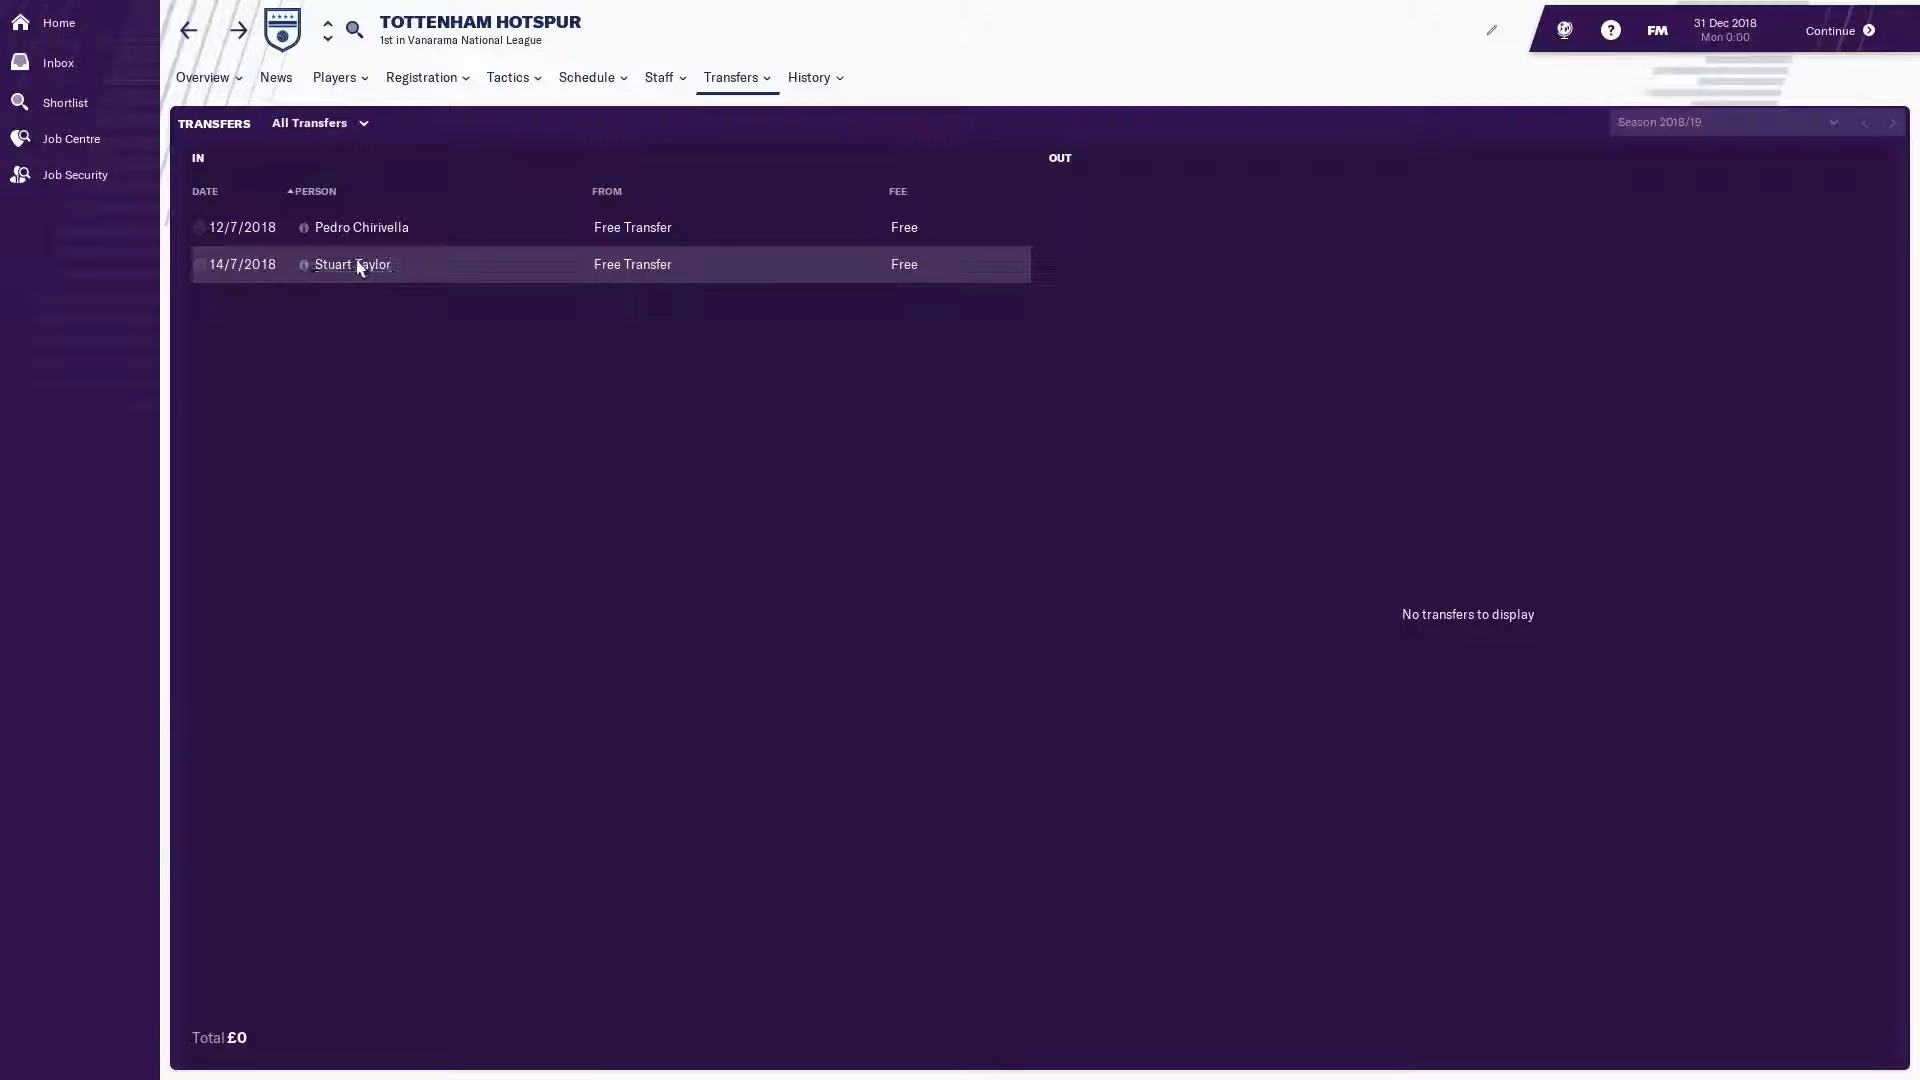 Home
Inbox
Shortlist
Job Centre
Job Security
TOTTENHAM HOTSPUR
1st in Vanarama National League
FM
31 Dec 2018
Mon 0:00
Continue
Overview News Players Registration Tactics Schedule Staff Transfers History
TRANSFERS All Transfers Season 2018/19
IN
DATE PERSON FROM FEE
12/7/2018 Pedro Chirivella Free Transfer Free
14/7/2018 Stuart Taylor Free Transfer Free
Total £0
OUT
No transfers to display